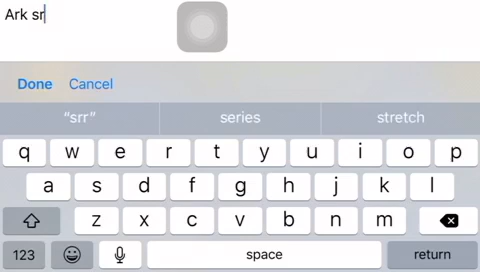 Ark sr
Done Cancel
"srr" series stretch
q w e r t y u i o p
a s d f g h j k l
z x c v b n m
123 space return